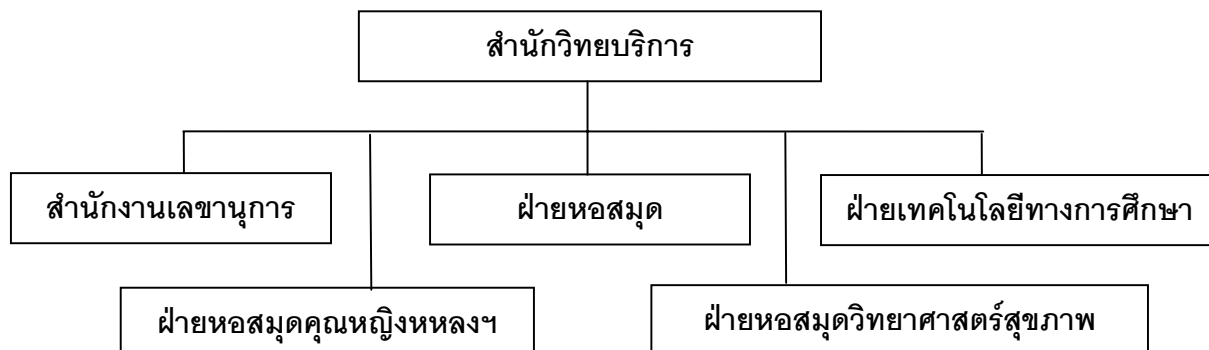 สำนักวิทยบริการ
สำนักงานเลขานุการ
ฝ่ายหอสมุด
ฝ่ายเทคโนโลยีทางการศึกษา
ฝ่ายหอสมุดคุณหญิงหหลงฯ
ฝ่ายหอสมุดวิทยาศาสตร์สุขภาพ